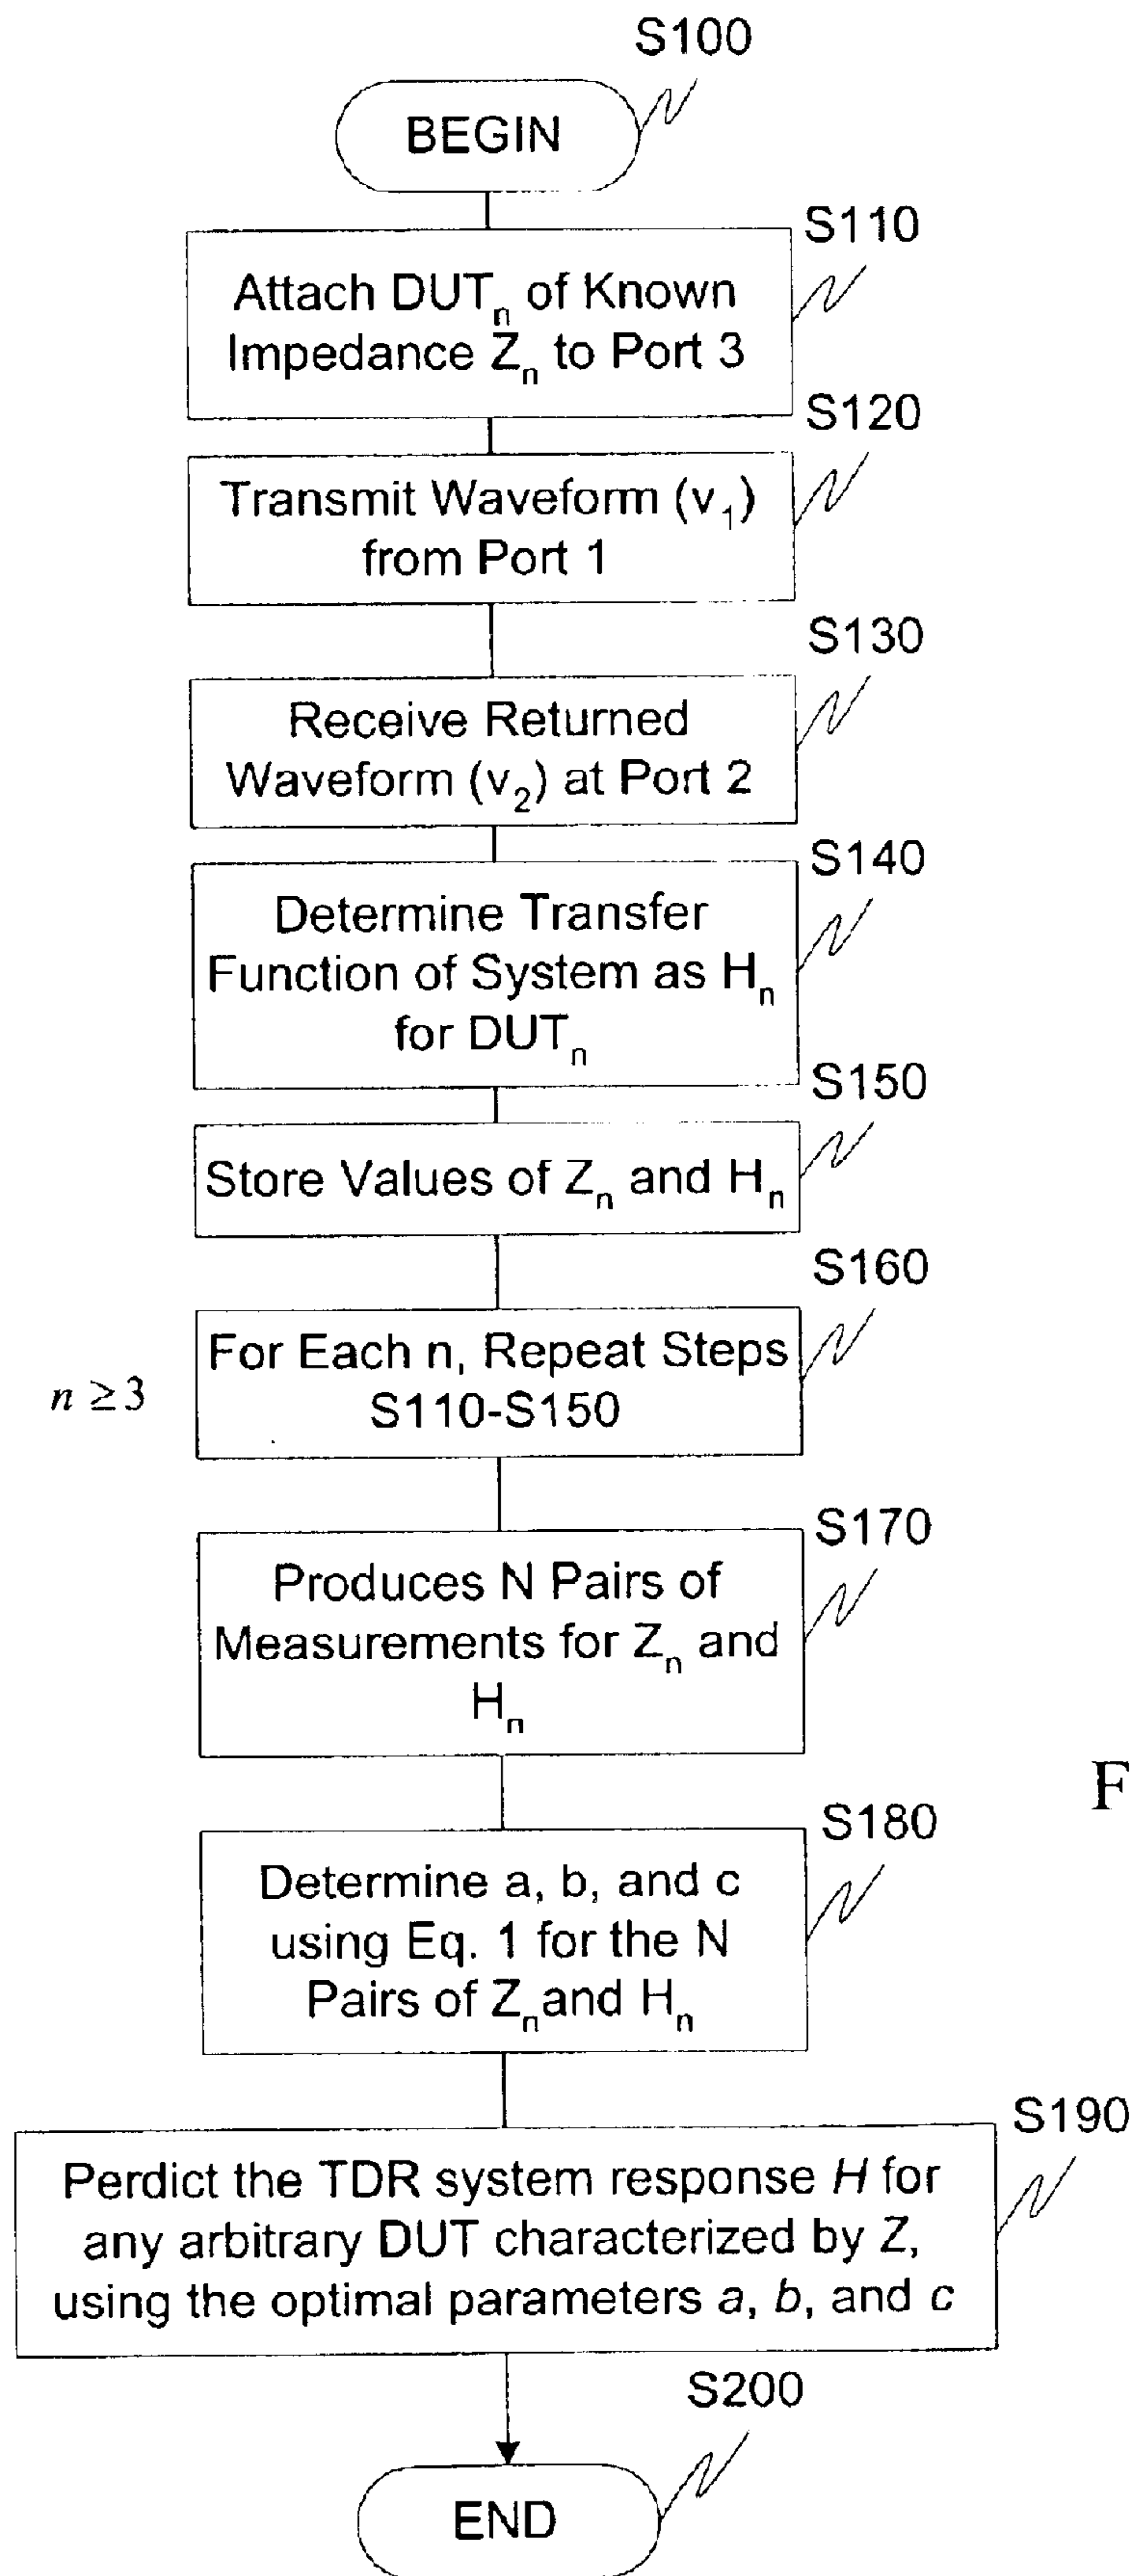 S100
BEGIN
S110
Attach DUTn of Known
Impedance Zn to Port 3
S120
Transmit Waveform (v1)
from Port 1
S130
Receive Returned
Waveform (v2) at Port 2
S140
Determine Transfer
Function of System as Hn
for DUTn
S150
Store Values of Zn and Hn
S160
For Each n, Repeat Steps
S110-S150
n ≥ 3
S170
Produces N Pairs of
Measurements for Zn and
Hn
F
S180
Determine a, b, and c
using Eq. 1 for the N
Pairs of Zn and Hn
S190
Perdict the TDR system response H for
any arbitrary DUT characterized by Z,
using the optimal parameters a, b, and c
S200
END